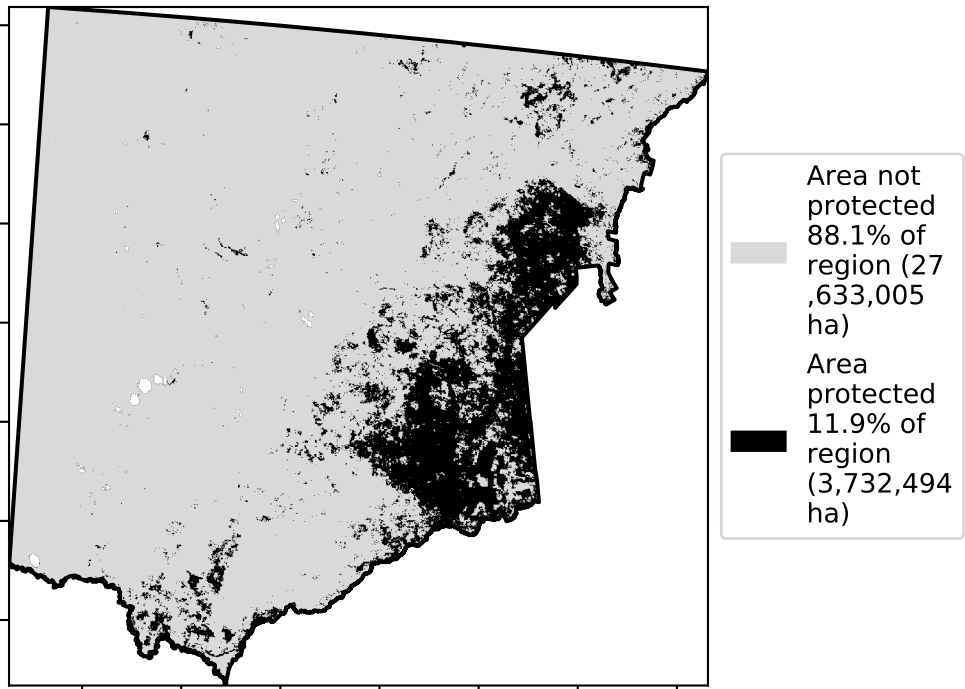 Area not
protected
88.1% of
region (27
,633,005
ha)
Area
protected
11.9% of
region
(3,732,494
ha)